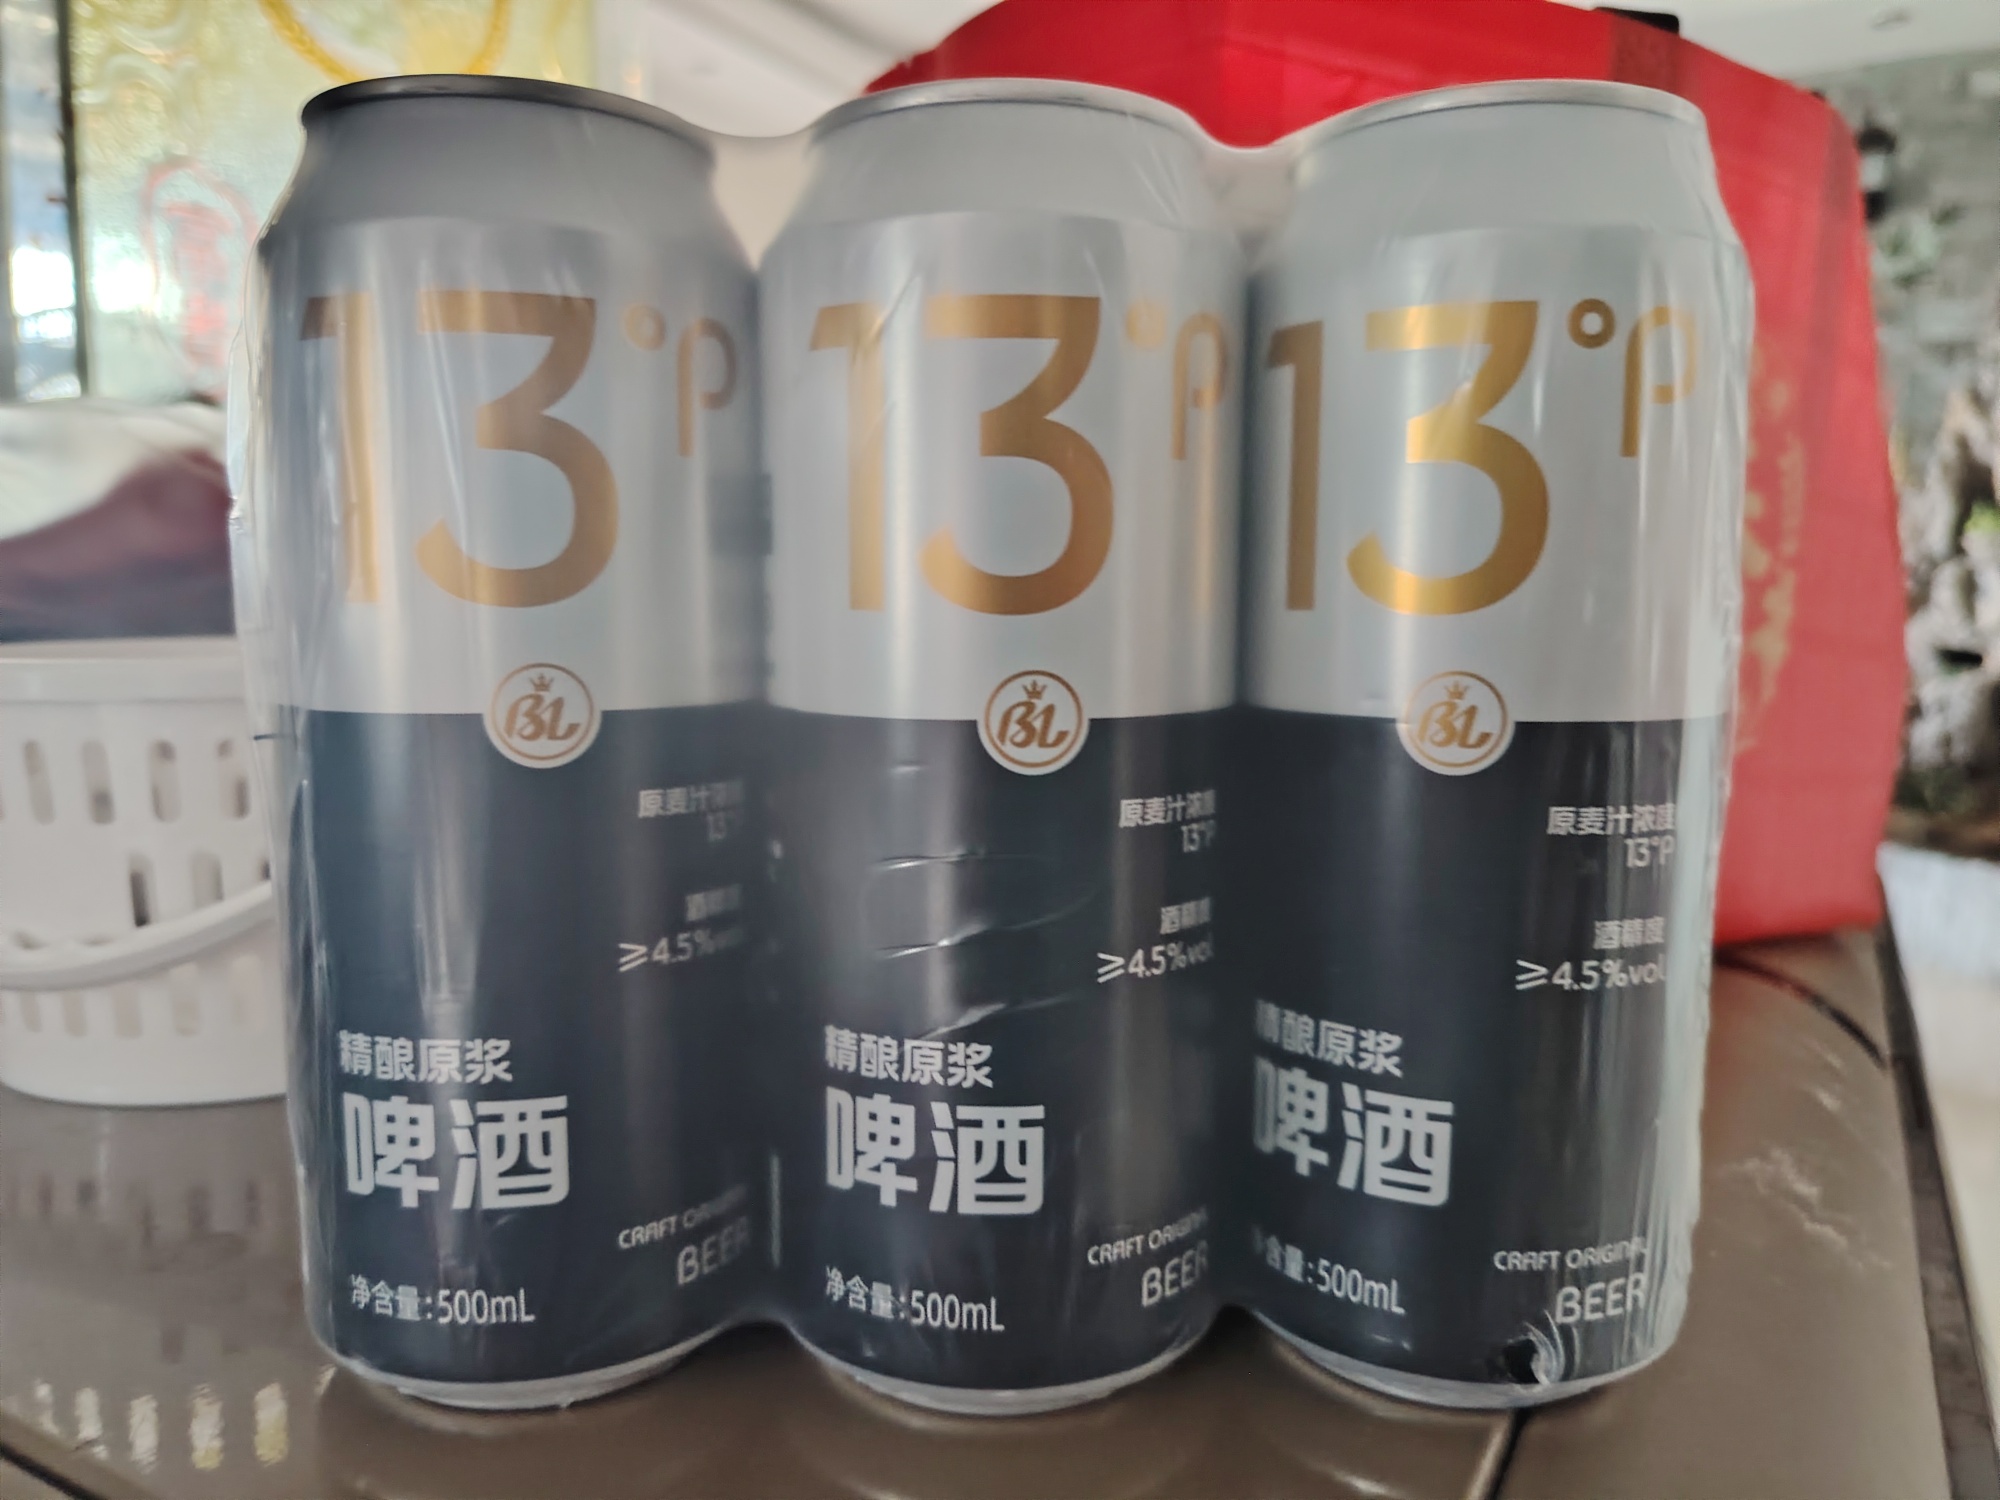 13°P
BL
原麦汁浓
13°P
酒精度
≥4.5%vol
精酿原浆
啤酒
CRAFT
BEER
净含量:500mL
13°P
BL
原麦汁浓度
13°P
酒精度
≥4.5%vol
精酿原浆
啤酒
CRAFT ORIGINAL
BEER
净含量:500mL
13°P
BL
原麦汁浓度
13°P
酒精度
≥4.5%vol
精酿原浆
啤酒
CRAFT ORIGINAL
BEER
含量:500mL